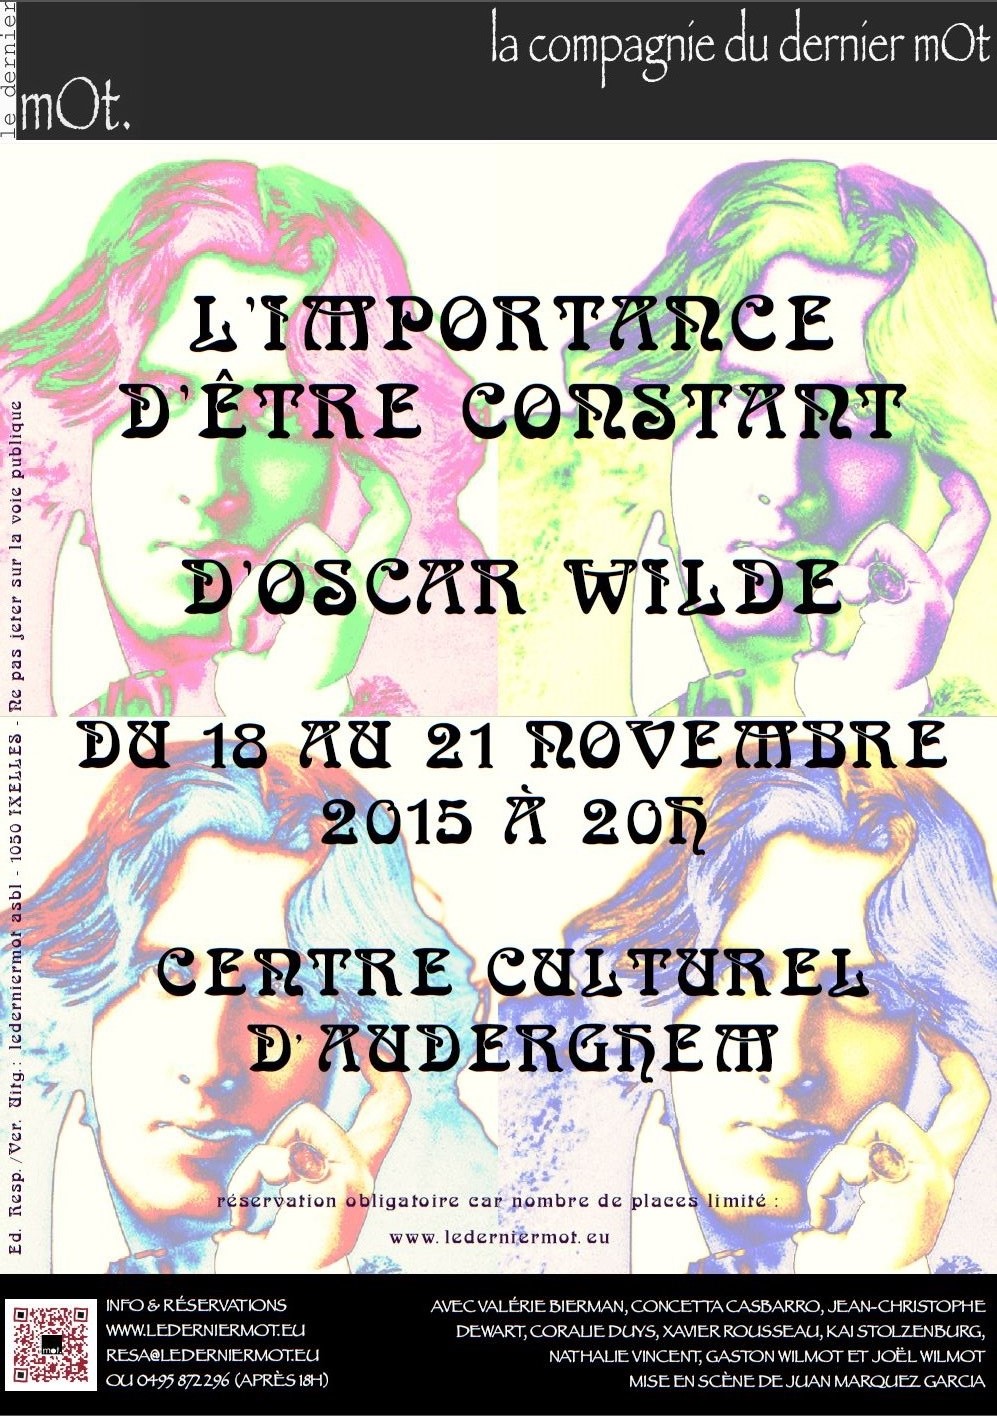 le dernier
mOt.
la compagnie du dernier mOt
L'IMPORTANCE
D'ÊTRE CONSTANT
D'OSCAR WILDE
DU 18 AU 21 NOVEMBRE
2015 À 20H
CENTRE CULTUREL
D'AUDERGHEM
réservation obligatoire car nombre de places limité :
www.lederniermot.eu
Ed. Resp./Ver. Uitg.: lederniermot asbl - 1050 IXELLES - Ne pas jeter sur la voie publique
mot.
INFO & RÉSERVATIONS
WWW.LEDERNIERMOT.EU
RESA@LEDERNIERMOT.EU
OU 0495 872 296 (APRÈS 18H)
AVEC VALÉRIE BIERMAN, CONCETTA CASBARRO, JEAN-CHRISTOPHE
DEWART, CORALIE DUYS, XAVIER ROUSSEAU, KAI STOLZENBURG,
NATHALIE VINCENT, GASTON WILMOT ET JOËL WILMOT
MISE EN SCÈNE DE JUAN MARQUEZ GARCIA